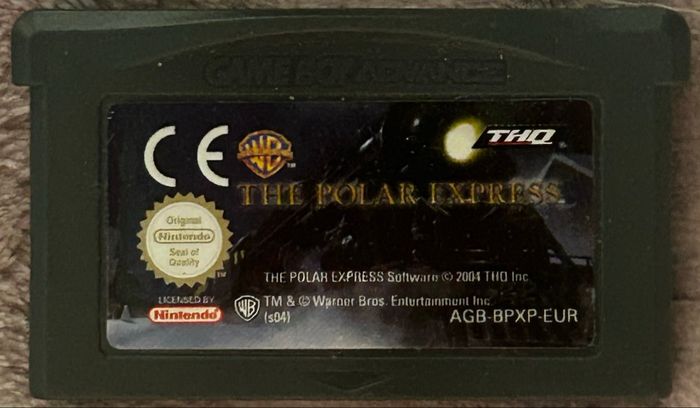 GAME BOY ADVANCE
CE
WB
TM
THQ
THE POLAR EXPRESS
Original
Nintendo
Seal of
Quality
TM
THE POLAR EXPRESS Software © 2004 THQ Inc.
LICENSED BY
Nintendo
WB
TM & © Warner Bros. Entertainment Inc.
(s04)
AGB-BPXP-EUR